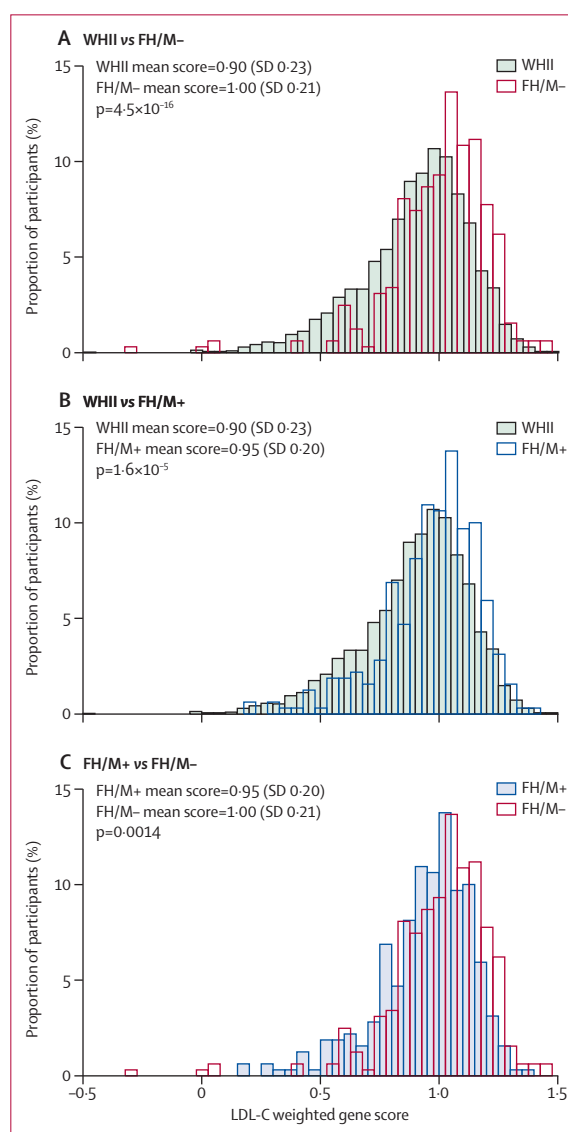 A WHII vs FH/M–
WHII mean score=0·90 (SD 0·23)
FH/M– mean score=1·00 (SD 0·21)
p=4·5×10⁻¹⁶
WHII
FH/M–
Proportion of participants (%)
15
10
5
0
B WHII vs FH/M+
WHII mean score=0·90 (SD 0·23)
FH/M+ mean score=0·95 (SD 0·20)
p=1·6×10⁻⁵
WHII
FH/M+
Proportion of participants (%)
15
10
5
0
C FH/M+ vs FH/M–
FH/M+ mean score=0·95 (SD 0·20)
FH/M– mean score=1·00 (SD 0·21)
p=0·0014
FH/M+
FH/M–
Proportion of participants (%)
15
10
5
0
–0·5 0 0·5 1·0 1·5
LDL-C weighted gene score